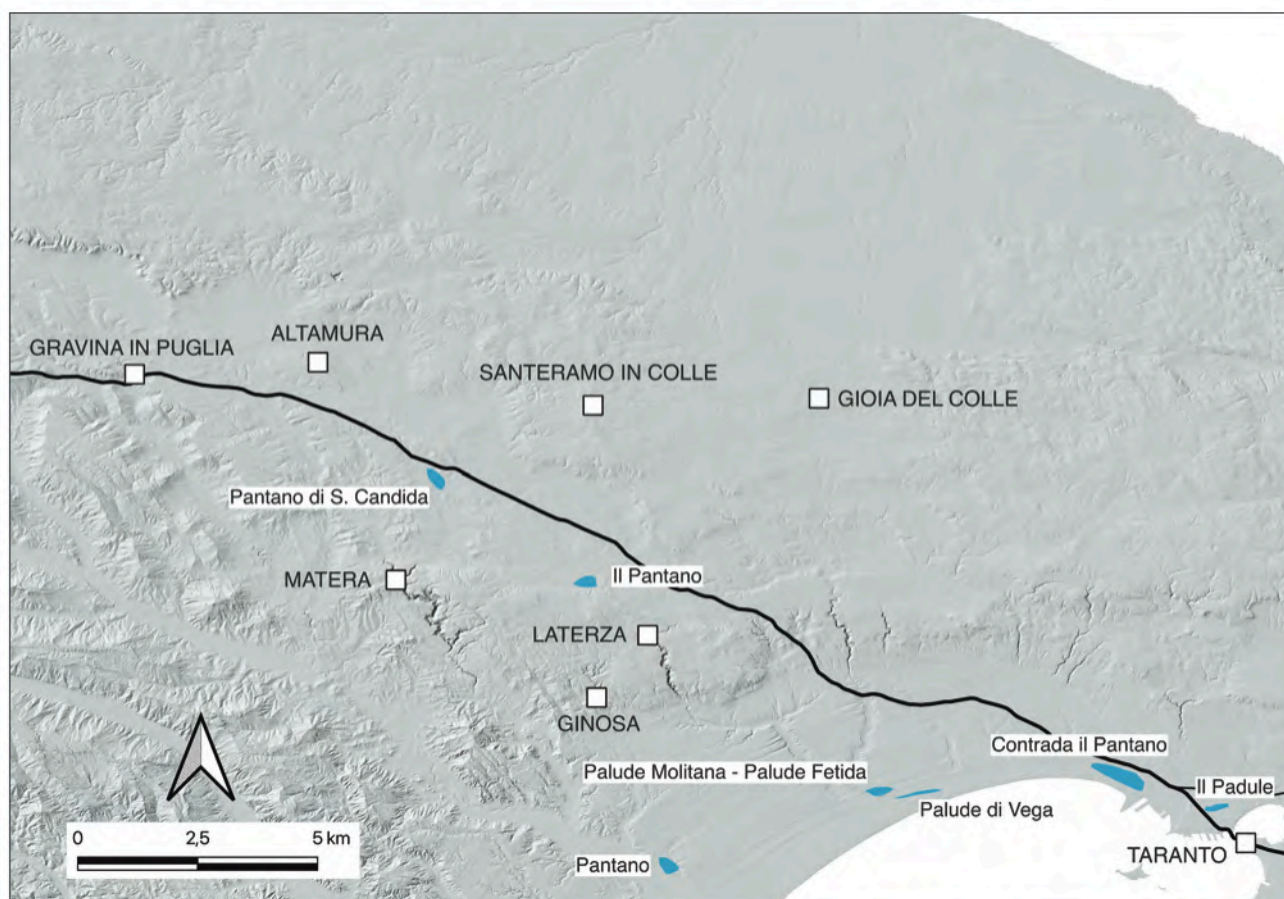 ALTAMURA
GRAVINA IN PUGLIA
SANTERAMO IN COLLE
GIOIA DEL COLLE
Pantano di S. Candida
MATERA
Il Pantano
LATERZA
GINOSA
Contrada il Pantano
Palude Molitana - Palude Fetida
Il Padule
Palude di Vega
0 2,5 5 km
TARANTO
Pantano